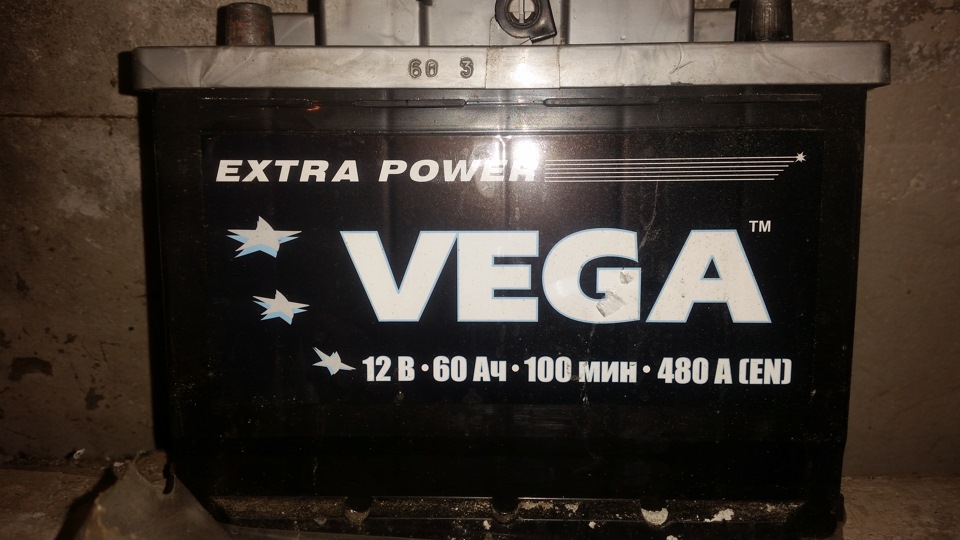 60 3
EXTRA POWER
VEGA™
12 В · 60 Ач · 100 мин · 480 А (EN)